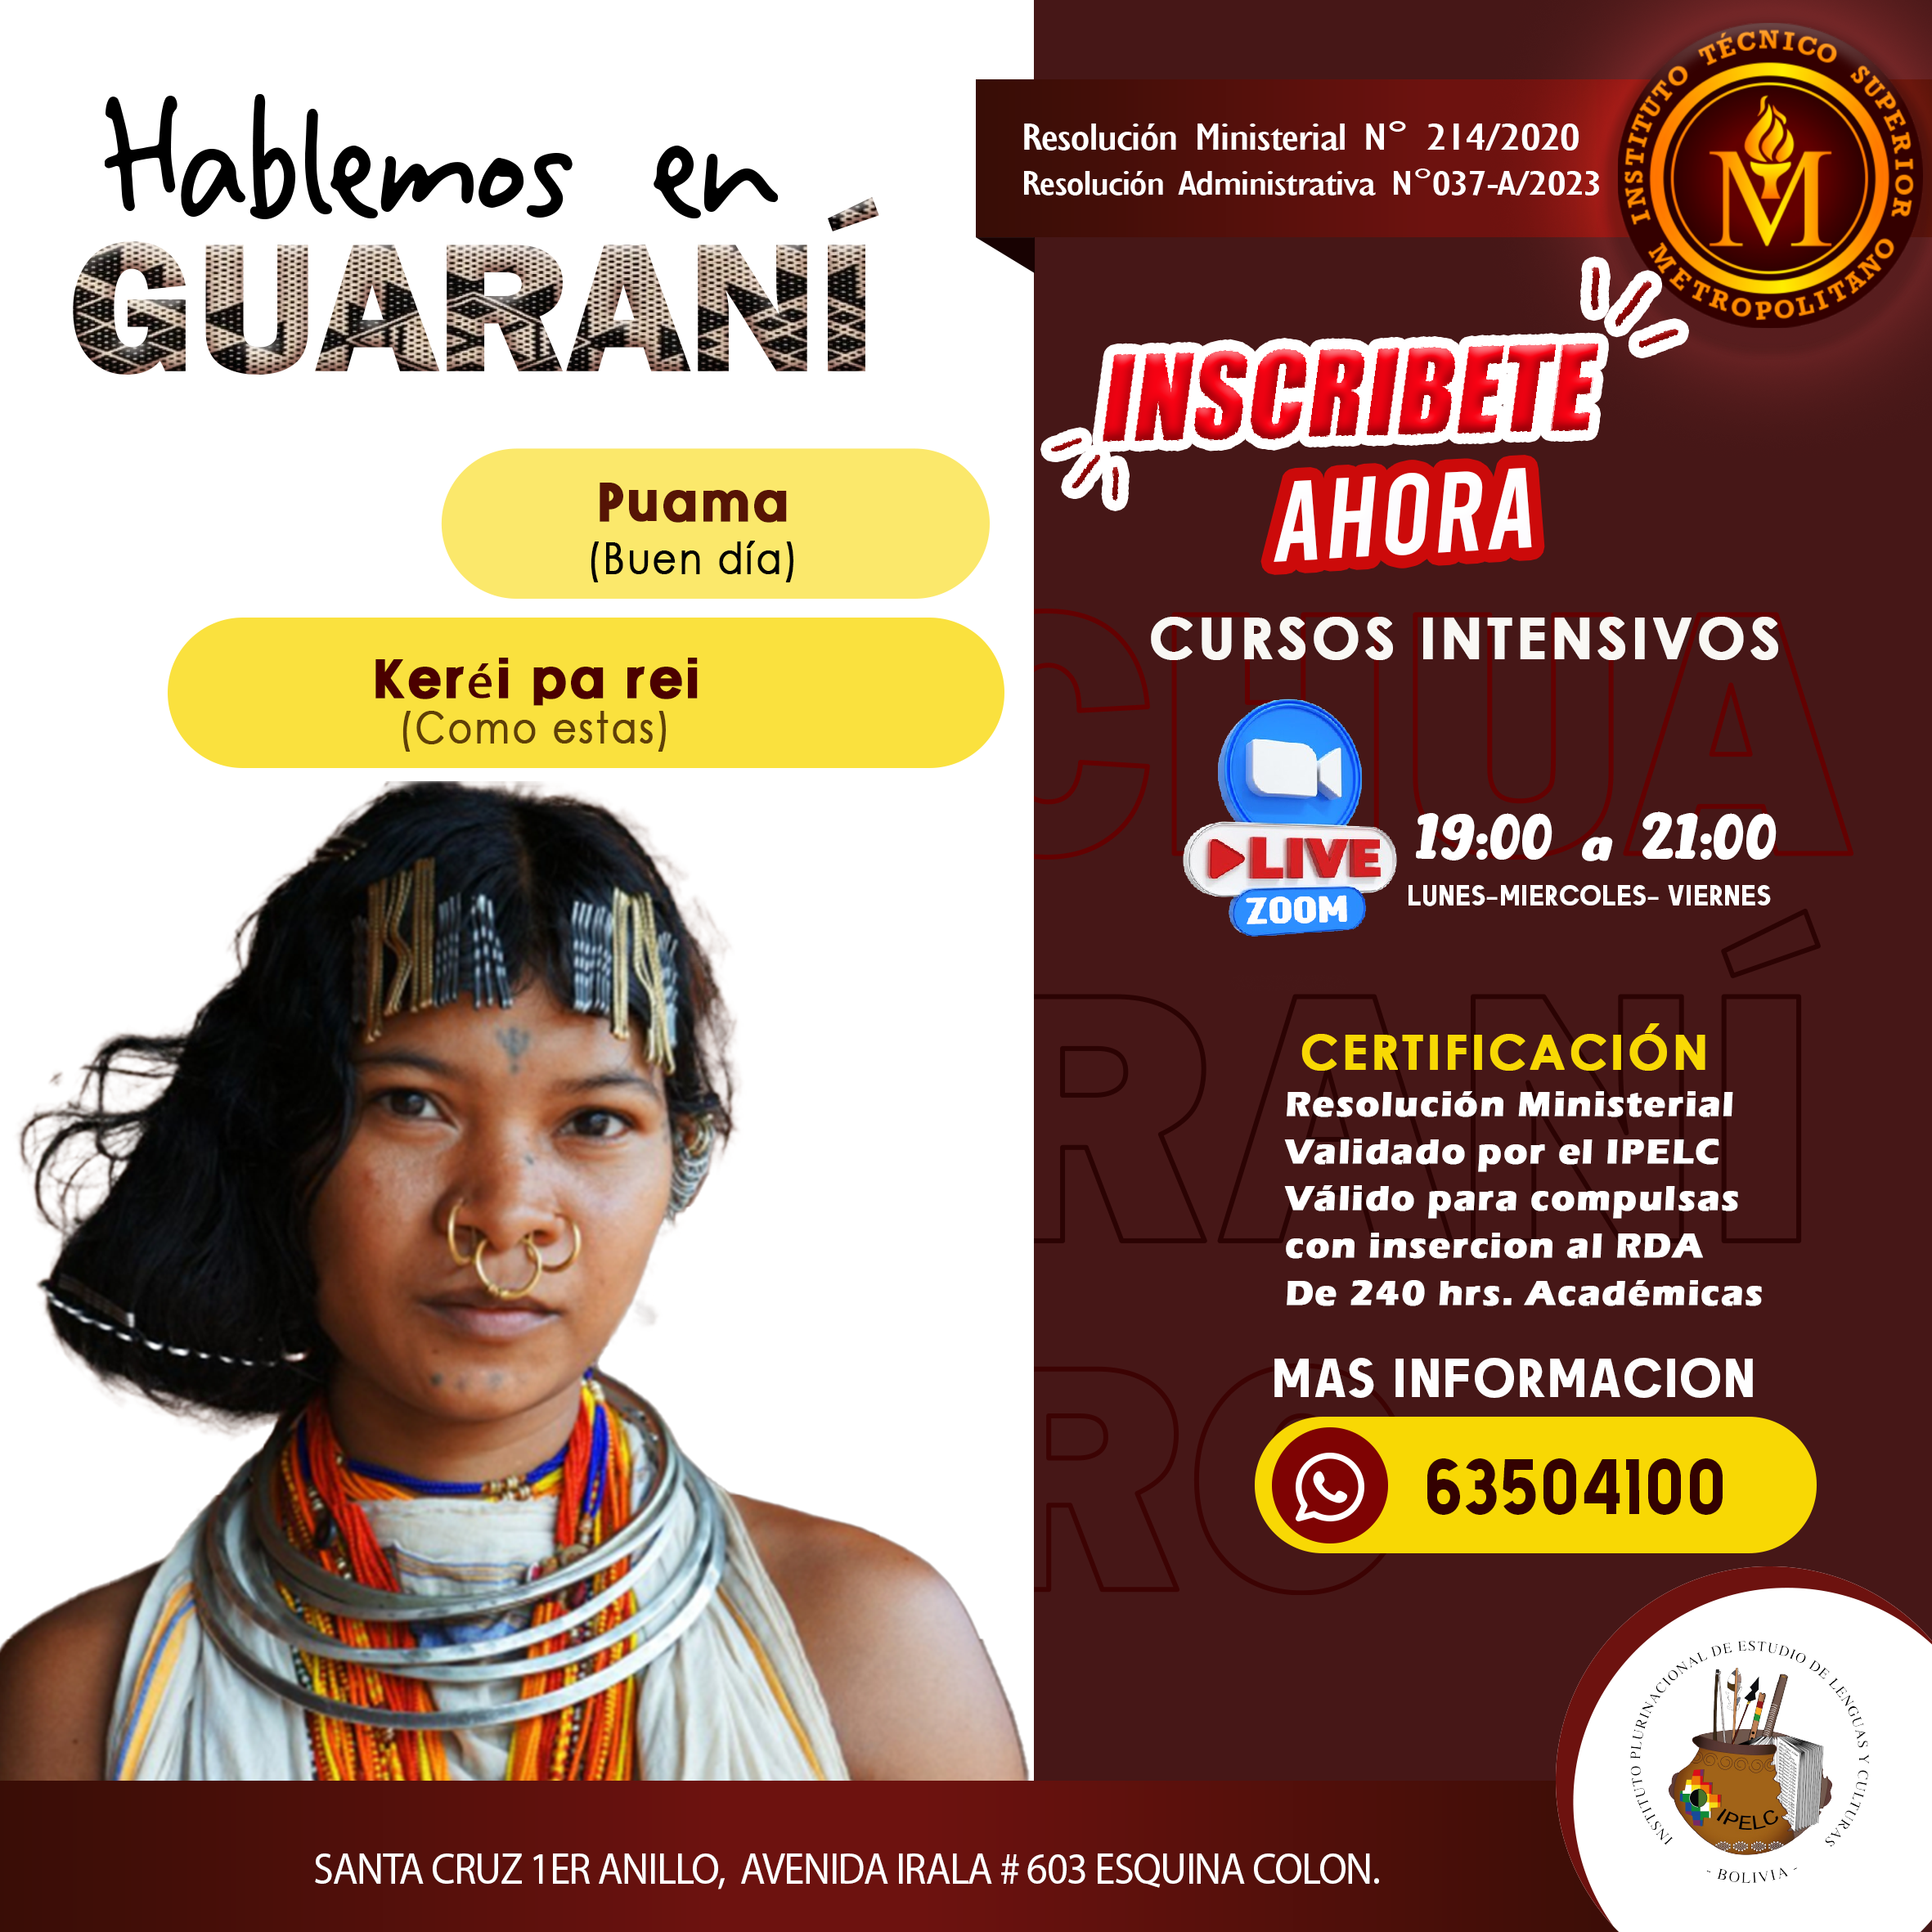 Hablemos en
GUARANÍ
Puama
(Buen día)
Keréi pa rei
(Como estas)
Resolución Ministerial N° 214/2020
Resolución Administrativa N°037-A/2023
INSTITUTO TÉCNICO SUPERIOR
METROPOLITANO
M
INSCRIBETE
AHORA
CURSOS INTENSIVOS
CHUA
LIVE
ZOOM
19:00 a 21:00
LUNES-MIERCOLES- VIERNES
RANÍ
CERTIFICACIÓN
Resolución Ministerial
Validado por el IPELC
Válido para compulsas
con insercion al RDA
De 240 hrs. Académicas
RO
MAS INFORMACION
63504100
INSTITUTO PLURINACIONAL DE ESTUDIO DE LENGUAS Y CULTURAS
IPELC
- BOLIVIA -
SANTA CRUZ 1ER ANILLO, AVENIDA IRALA # 603 ESQUINA COLON.